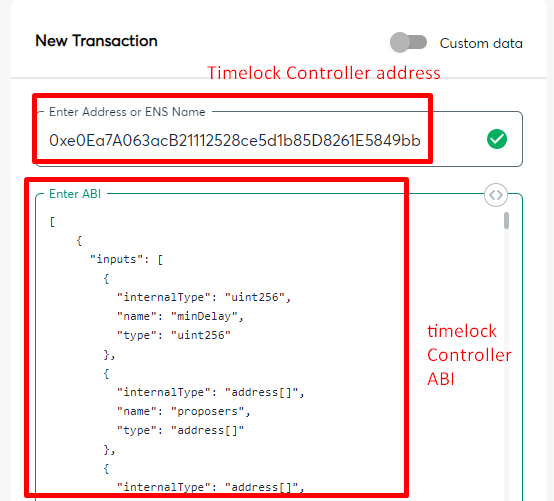 New Transaction
Custom data
Timelock Controller address
Enter Address or ENS Name
0xe0Ea7A063acB21112528ce5d1b85D8261E5849bb
Enter ABI
<>
[
{
"inputs": [
{
"internalType": "uint256",
"name": "minDelay",
"type": "uint256"
},
{
"internalType": "address[]",
"name": "proposers",
"type": "address[]"
},
{
"internalType": "address[]",
timelock
Controller
ABI